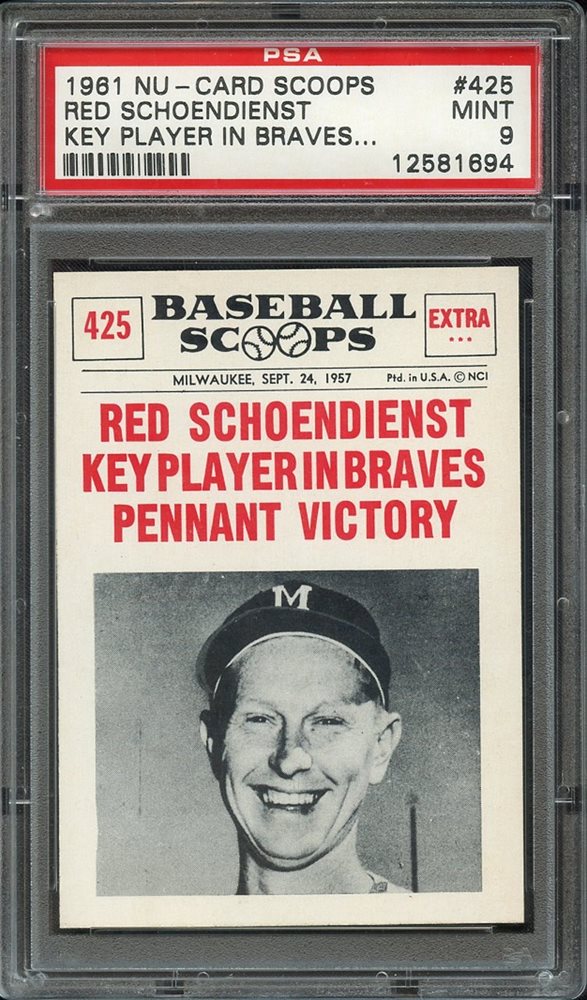 PSA
1961 NU-CARD SCOOPS #425
RED SCHOENDIENST MINT
KEY PLAYER IN BRAVES... 9
12581694
425 BASEBALL EXTRA
SCOOPS ***
MILWAUKEE, SEPT. 24, 1957 Ptd. in U.S.A. © NCI
RED SCHOENDIENST
KEY PLAYER IN BRAVES
PENNANT VICTORY
M